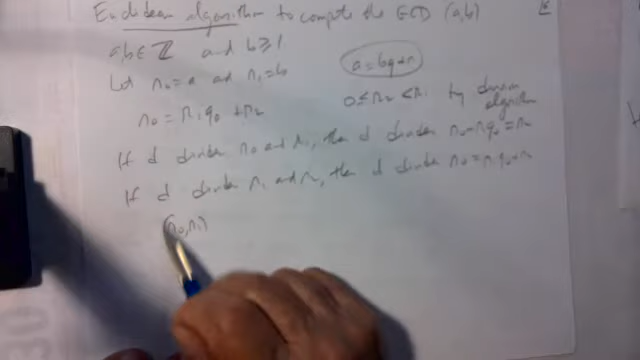 Euclidean algorithm to compute the GCD (a,b)
a,b ∈ ℤ and b ≥ 1
a = bq + r
Let r₀ = a and r₁ = b
r₀ = r₁q₀ + r₂ 0 ≤ r₂ < r₁ by division algorithm
If d divides r₀ and r₁, then d divides r₀ - r₁q₀ = r₂
If d divides r₁ and r₂, then d divides r₀ = r₁q₀ + r₂
(r₀, r₁)